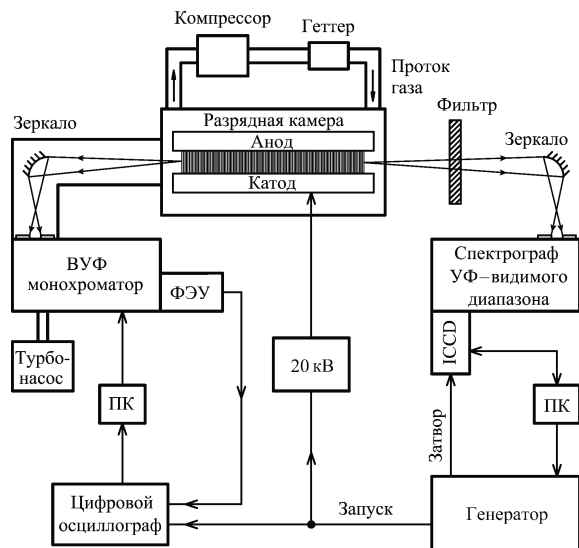 Компрессор
Геттер
Проток
газа
Фильтр
Зеркало
Разрядная камера
Анод
Катод
Зеркало
ВУФ
монохроматор
ФЭУ
Турбо-
насос
ПК
20 кВ
Спектрограф
УФ–видимого
диапазона
ICCD
ПК
Затвор
Цифровой
осциллограф
Запуск
Генератор